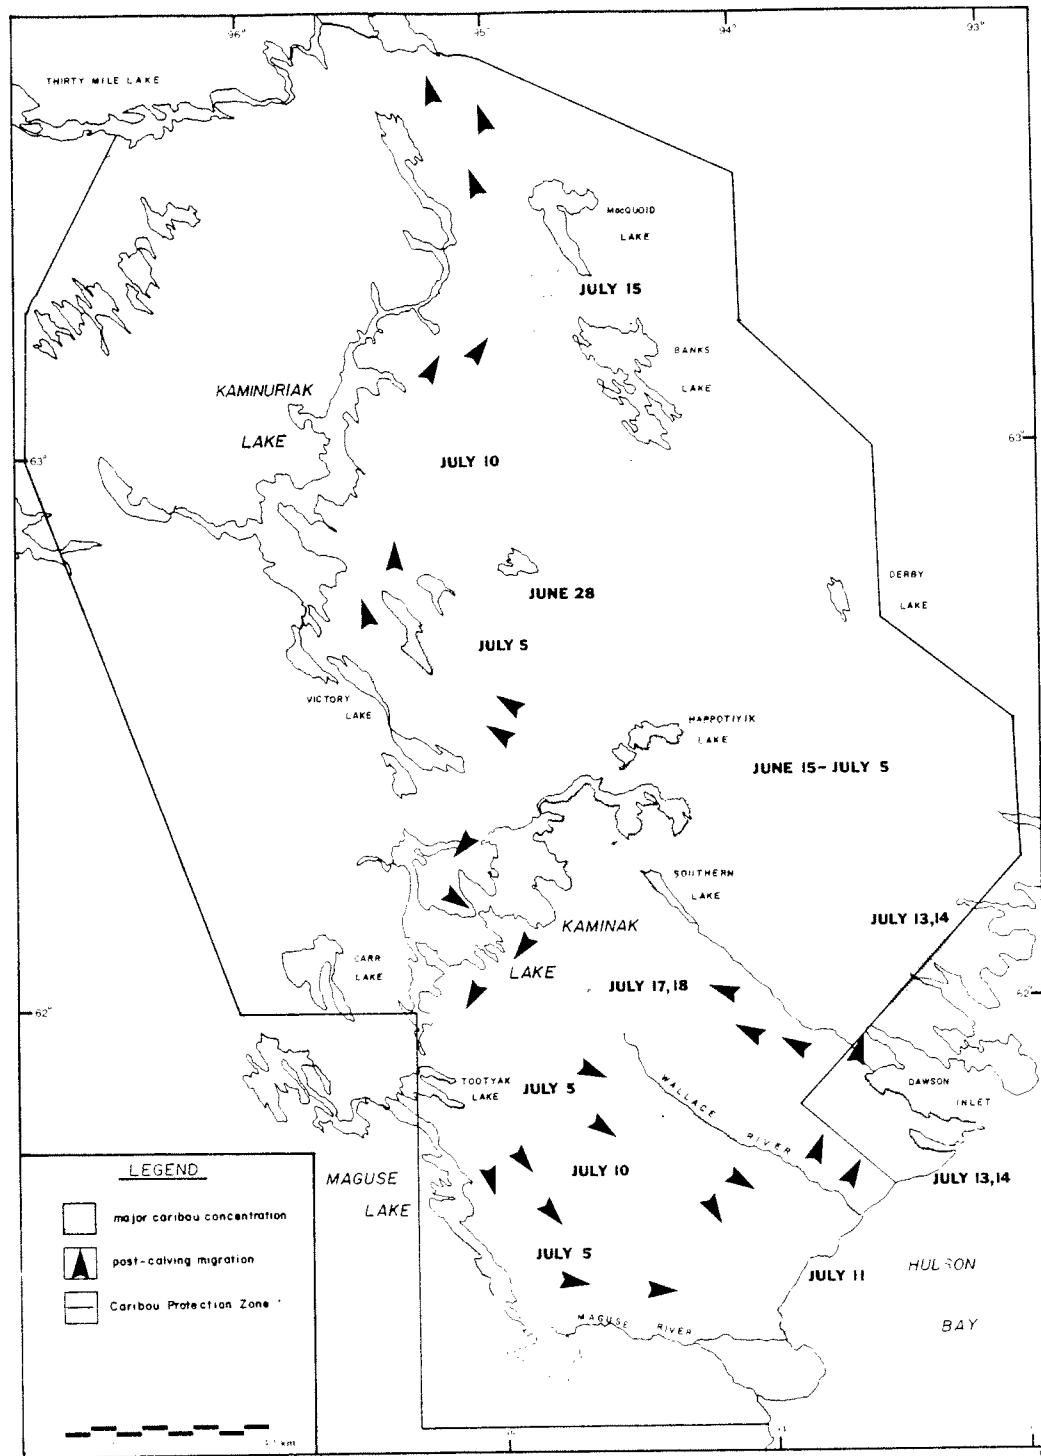 96°
95°
94°
93°
THIRTY MILE LAKE
MacQUOID
LAKE
JULY 15
BANKS
LAKE
KAMINURIAK
LAKE
63°
63°
JULY 10
JUNE 28
DERBY
LAKE
JULY 5
VICTORY
LAKE
LAKE
JUNE 15 – JULY 5
SOUTHERN
LAKE
JULY 13,14
KAMINAK
LAKE
CARR
LAKE
JULY 17,18
62°
62°
TOOTYAK
LAKE
JULY 5
WALLACE RIVER
DAWSON
INLET
JULY 10
JULY 13,14
MAGUSE
LAKE
JULY 5
JULY 11
HUDSON
BAY
MAGUSE RIVER
LEGEND
major caribou concentration
post-calving migration
Caribou Protection Zone
km